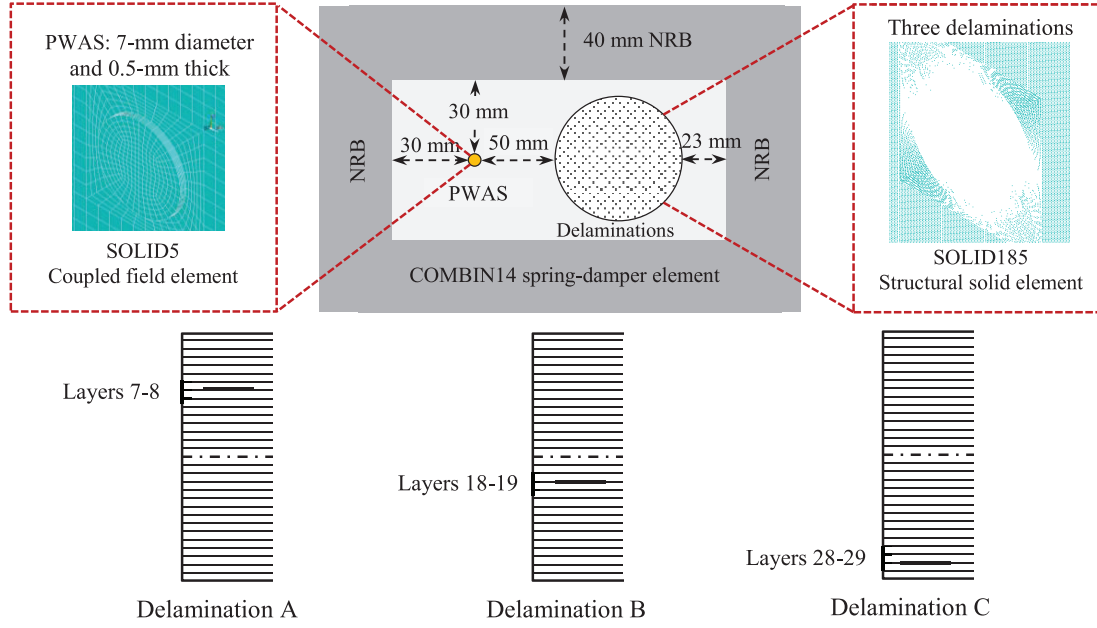 PWAS: 7-mm diameter
and 0.5-mm thick
SOLID5
Coupled field element
40 mm NRB
30 mm
30 mm
50 mm
23 mm
NRB
NRB
PWAS
Delaminations
COMBIN14 spring-damper element
Three delaminations
SOLID185
Structural solid element
Layers 7-8
Delamination A
Layers 18-19
Delamination B
Layers 28-29
Delamination C